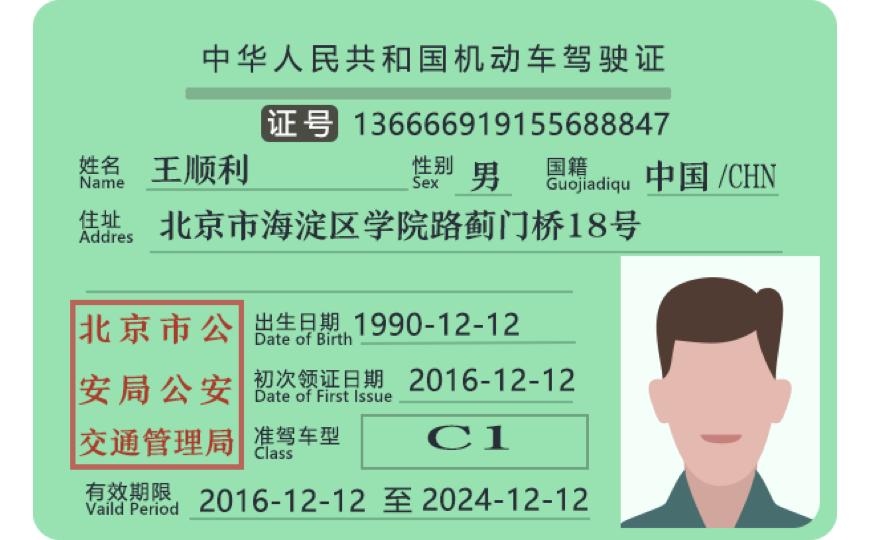 中华人民共和国机动车驾驶证
证号 136666919155688847
姓名 Name 王顺利 性别 Sex 男 国籍 Guojiadiqu 中国/CHN
住址 Addres 北京市海淀区学院路蓟门桥18号
北京市公
安局公安
交通管理局
出生日期 Date of Birth 1990-12-12
初次领证日期 Date of First Issue 2016-12-12
准驾车型 Class C1
有效期限 Vaild Period 2016-12-12 至 2024-12-12